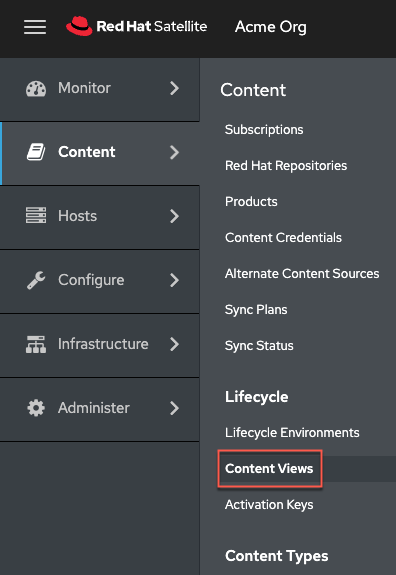 Red Hat Satellite Acme Org
Monitor
Content
Hosts
Configure
Infrastructure
Administer
Content
Subscriptions
Red Hat Repositories
Products
Content Credentials
Alternate Content Sources
Sync Plans
Sync Status
Lifecycle
Lifecycle Environments
Content Views
Activation Keys
Content Types